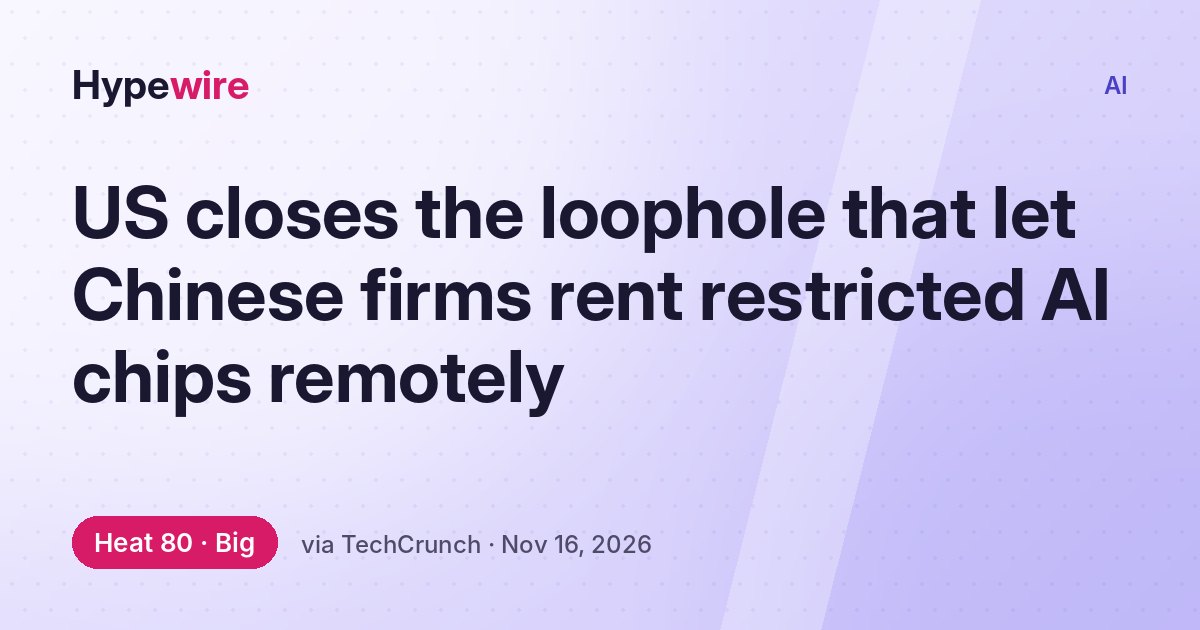 Hypewire
AI
US closes the loophole that let
Chinese firms rent restricted AI
chips remotely
Heat 80 · Big
via TechCrunch · Nov 16, 2026